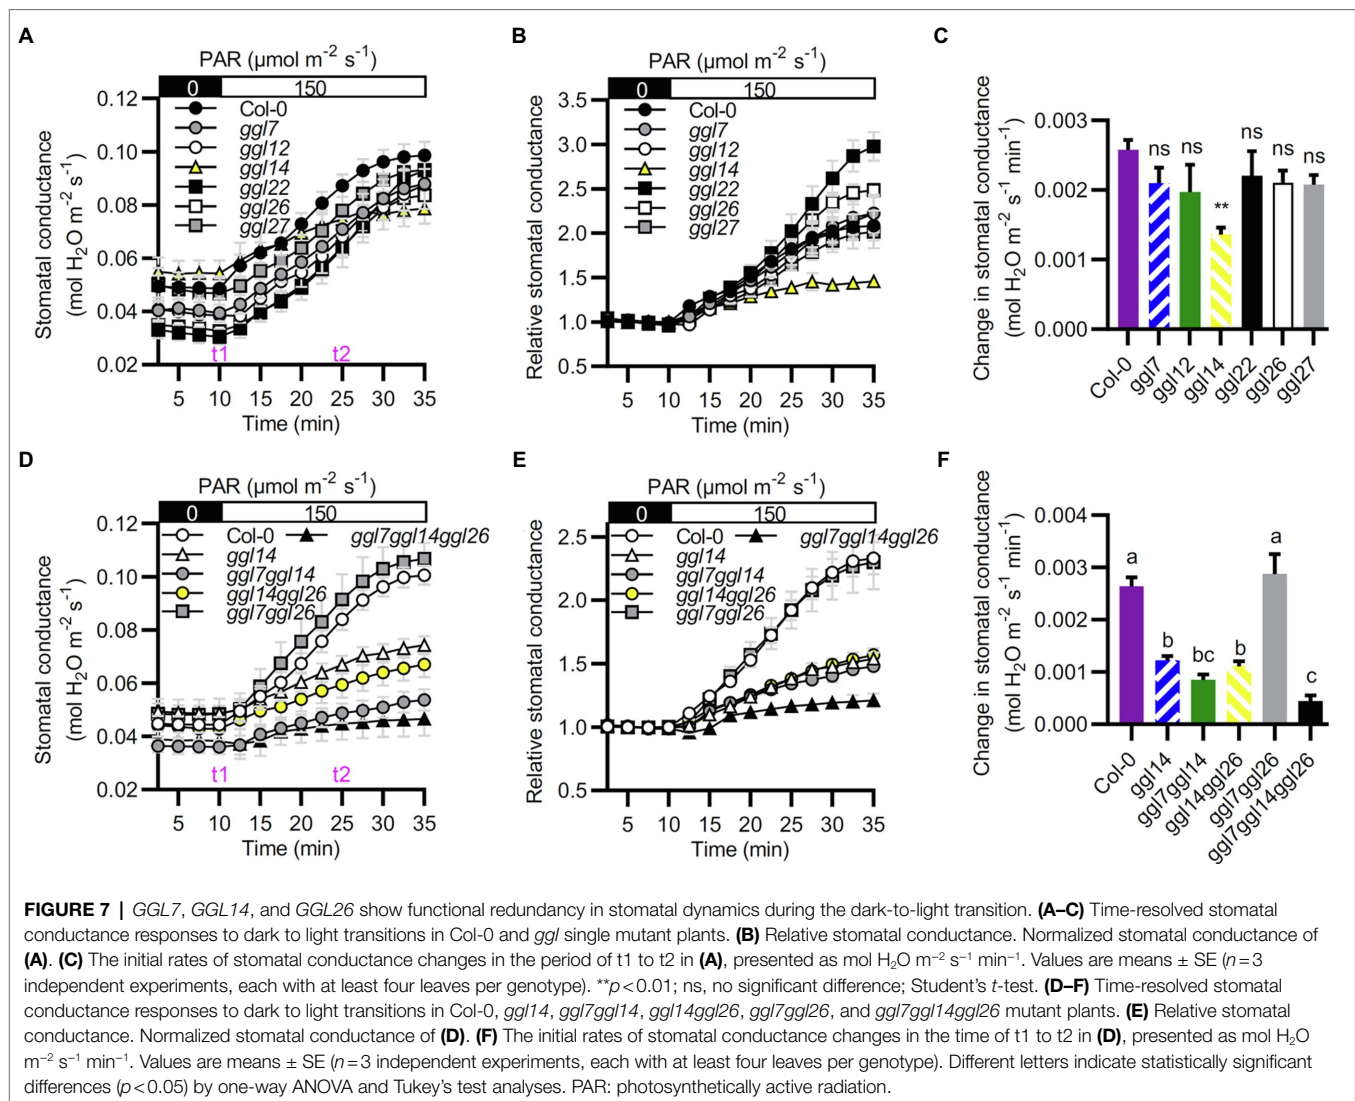 A
PAR (µmol m-2 s-1)
0 150
Stomatal conductance
(mol H2O m-2 s-1)
0.12
0.10
0.08
0.06
0.04
0.02
Col-0
ggl7
ggl12
ggl14
ggl22
ggl26
ggl27
t1 t2
5 10 15 20 25 30 35
Time (min)
B
PAR (µmol m-2 s-1)
0 150
Relative stomatal conductance
3.5
3.0
2.5
2.0
1.5
1.0
0.5
Col-0
ggl7
ggl12
ggl14
ggl22
ggl26
ggl27
5 10 15 20 25 30 35
Time (min)
C
Change in stomatal conductance
(mol H2O m-2 s-1 min-1)
0.003
0.002
0.001
0.000
ns ns ** ns ns ns
Col-0 ggl7 ggl12 ggl14 ggl22 ggl26 ggl27
D
PAR (µmol m-2 s-1)
0 150
Stomatal conductance
(mol H2O m-2 s-1)
0.12
0.10
0.08
0.06
0.04
0.02
Col-0 ggl7ggl14ggl26
ggl14
ggl7ggl14
ggl14ggl26
ggl7ggl26
t1 t2
5 10 15 20 25 30 35
Time (min)
E
PAR (µmol m-2 s-1)
0 150
Relative stomatal conductance
2.5
2.0
1.5
1.0
0.5
Col-0 ggl7ggl14ggl26
ggl14
ggl7ggl14
ggl14ggl26
ggl7ggl26
5 10 15 20 25 30 35
Time (min)
F
Change in stomatal conductance
(mol H2O m-2 s-1 min-1)
0.004
0.003
0.002
0.001
0.000
a b bc b a c
Col-0 ggl14 ggl7ggl14 ggl14ggl26 ggl7ggl26 ggl7ggl14ggl26
FIGURE 7 | GGL7, GGL14, and GGL26 show functional redundancy in stomatal dynamics during the dark-to-light transition. (A–C) Time-resolved stomatal
conductance responses to dark to light transitions in Col-0 and ggl single mutant plants. (B) Relative stomatal conductance. Normalized stomatal conductance of
(A). (C) The initial rates of stomatal conductance changes in the period of t1 to t2 in (A), presented as mol H2O m−2 s−1 min−1. Values are means ± SE (n = 3
independent experiments, each with at least four leaves per genotype). **p < 0.01; ns, no significant difference; Student's t-test. (D–F) Time-resolved stomatal
conductance responses to dark to light transitions in Col-0, ggl14, ggl7ggl14, ggl14ggl26, ggl7ggl26, and ggl7ggl14ggl26 mutant plants. (E) Relative stomatal
conductance. Normalized stomatal conductance of (D). (F) The initial rates of stomatal conductance changes in the time of t1 to t2 in (D), presented as mol H2O
m−2 s−1 min−1. Values are means ± SE (n = 3 independent experiments, each with at least four leaves per genotype). Different letters indicate statistically significant
differences (p < 0.05) by one-way ANOVA and Tukey's test analyses. PAR: photosynthetically active radiation.